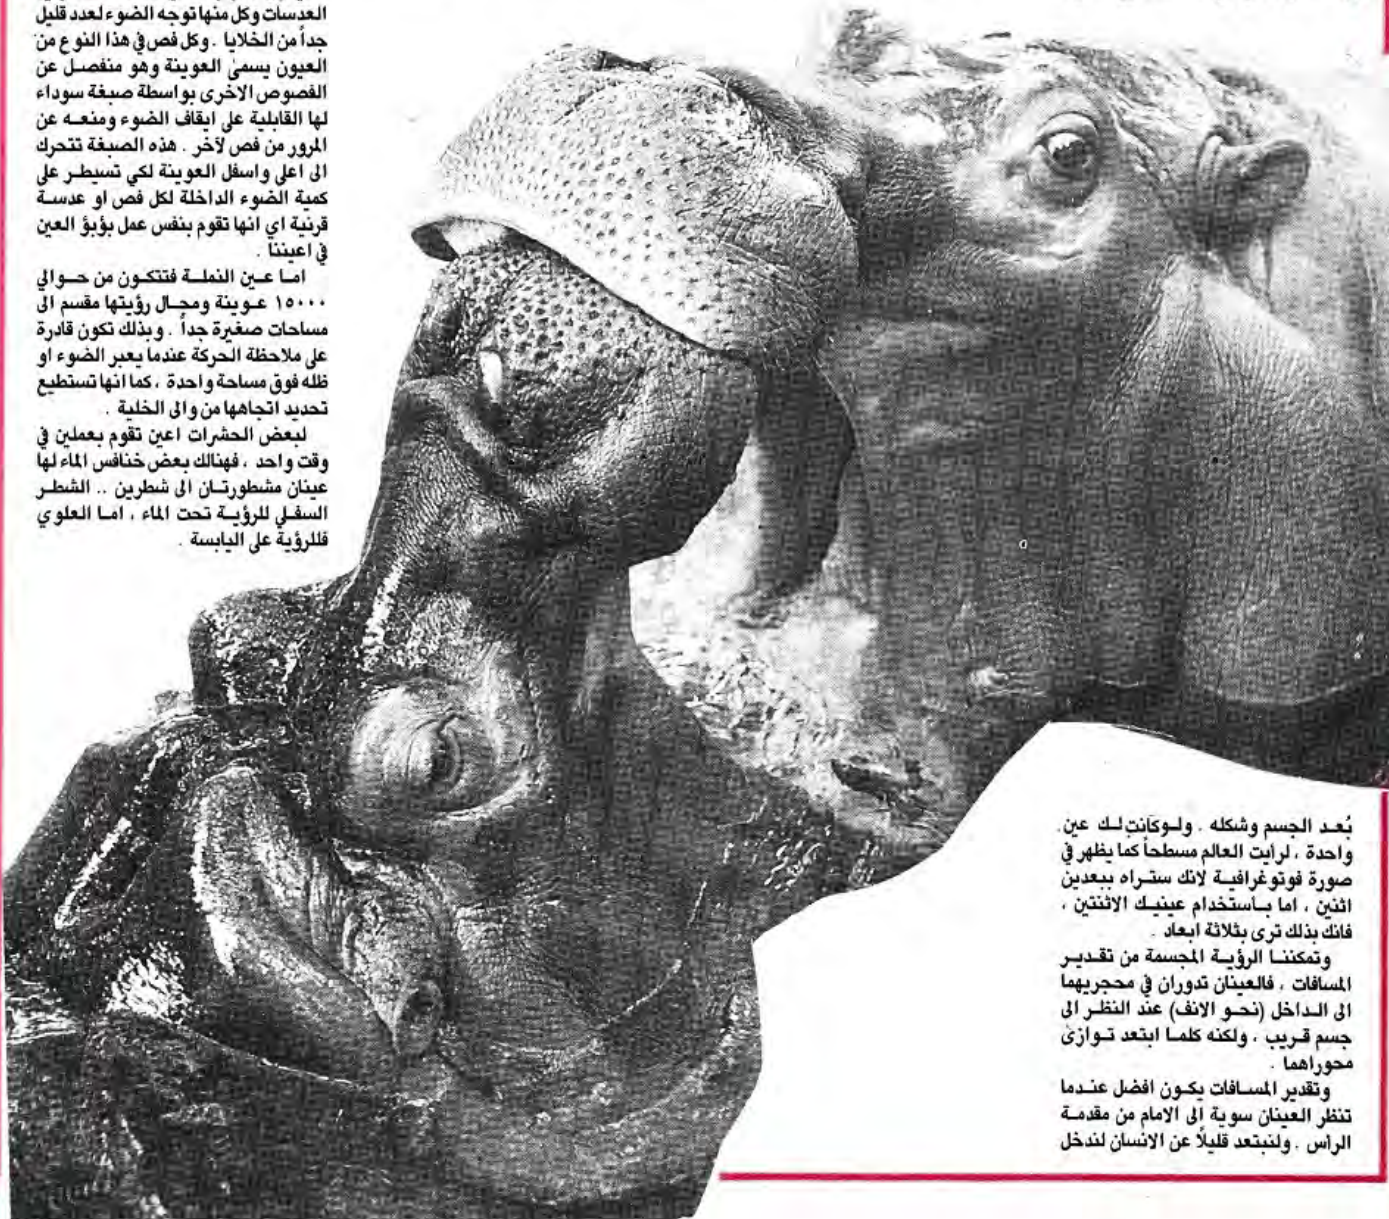 العدسات وكل منها توجه الضوء لعدد قليل
جداً من الخلايا . وكل فص في هذا النوع من
العيون يسمىٰ العوينة وهو منفصل عن
الفصوص الاخرى بواسطة صبغة سوداء
لها القابلية على ايقاف الضوء ومنعه عن
المرور من فص لآخر . هذه الصبغة تتحرك
الى اعلى واسفل العوينة لكي تسيطر على
كمية الضوء الداخلة لكل فص او عدسة
قرنية اي انها تقوم بنفس عمل بؤبؤ العين
في اعيننا .
اما عين النملة فتتكون من حوالي
١٥٠٠٠ عوينة ومجال رؤيتها مقسم الى
مساحات صغيرة جداً . وبذلك تكون قادرة
على ملاحظة الحركة عندما يعبر الضوء او
ظله فوق مساحة واحدة ، كما انها تستطيع
تحديد اتجاهها من والى الخلية .
لبعض الحشرات اعين تقوم بعملين في
وقت واحد ، فهنالك بعض خنافس الماء لها
عينان مشطورتان الى شطرين .. الشطر
السفلي للرؤية تحت الماء ، اما العلوي
فللرؤية على اليابسة .
بُعد الجسم وشكله . ولو كانت لك عين
واحدة ، لرأيت العالم مسطحاً كما يظهر في
صورة فوتوغرافية لانك ستراه ببعدين
اثنين ، اما بأستخدام عينيك الاثنتين ،
فانك بذلك ترى بثلاثة ابعاد .
وتمكننا الرؤية المجسمة من تقدير
المسافات ، فالعينان تدوران في محجريهما
الى الداخل (نحو الانف) عند النظر الى
جسم قريب ، ولكنه كلما ابتعد توازى
محوراهما .
وتقدير المسافات يكون افضل عندما
تنظر العينان سوية الى الامام من مقدمة
الرأس . ولنبتعد قليلاً عن الانسان لندخل